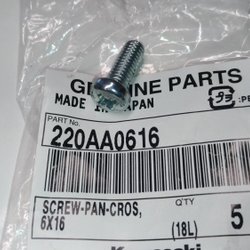 GENUINE PARTS
MADE IN JAPAN
PART No.
220AA0616
SCREW-PAN-CROS,
6X16
Q'TY
(18L)
5